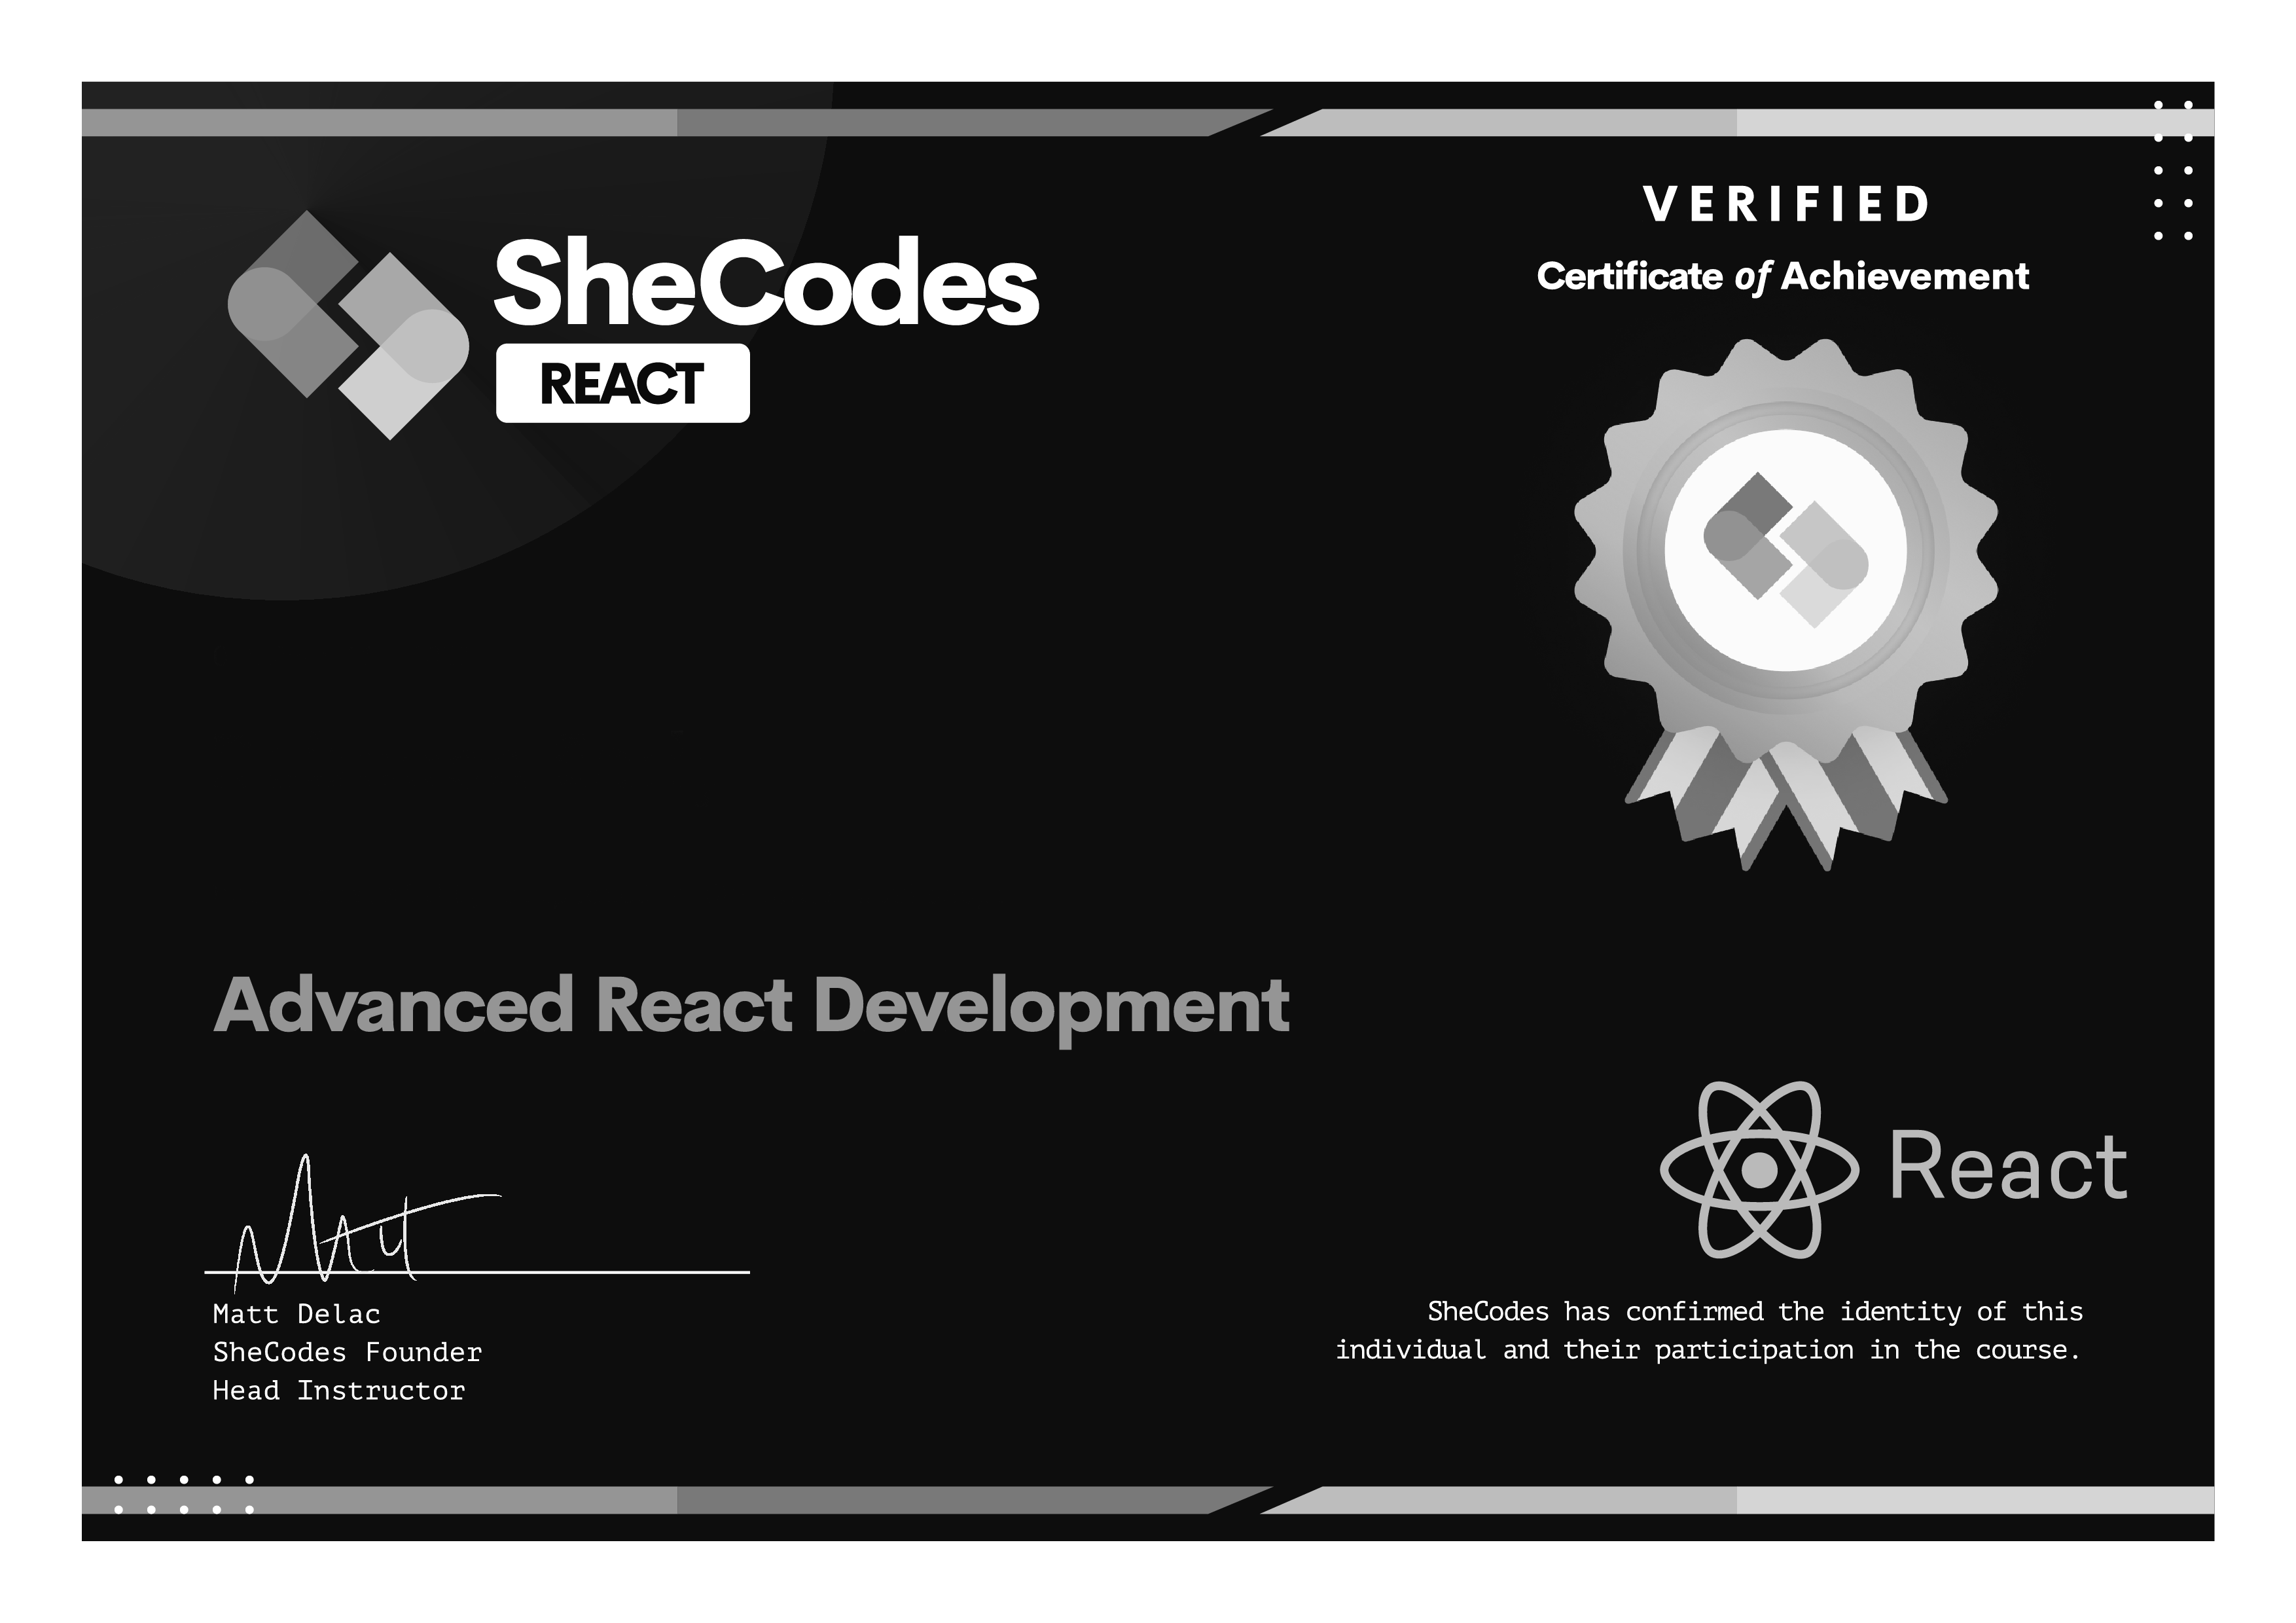 SheCodes
REACT
VERIFIED
Certificate of Achievement
Advanced React Development
React
Matt Delac
SheCodes Founder
Head Instructor
SheCodes has confirmed the identity of this
individual and their participation in the course.